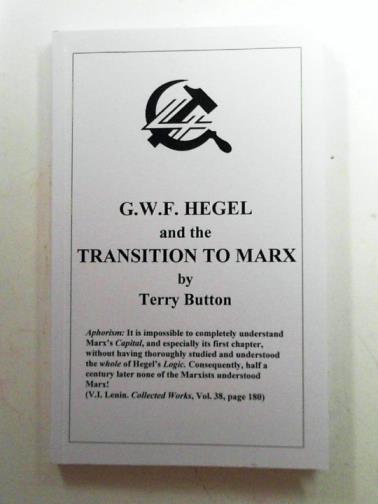 4
G.W.F. HEGEL
and the
TRANSITION TO MARX
by
Terry Button
Aphorism: It is impossible to completely understand
Marx's Capital, and especially its first chapter,
without having thoroughly studied and understood
the whole of Hegel's Logic. Consequently, half a
century later none of the Marxists understood
Marx!
(V.I. Lenin. Collected Works, Vol. 38, page 180)